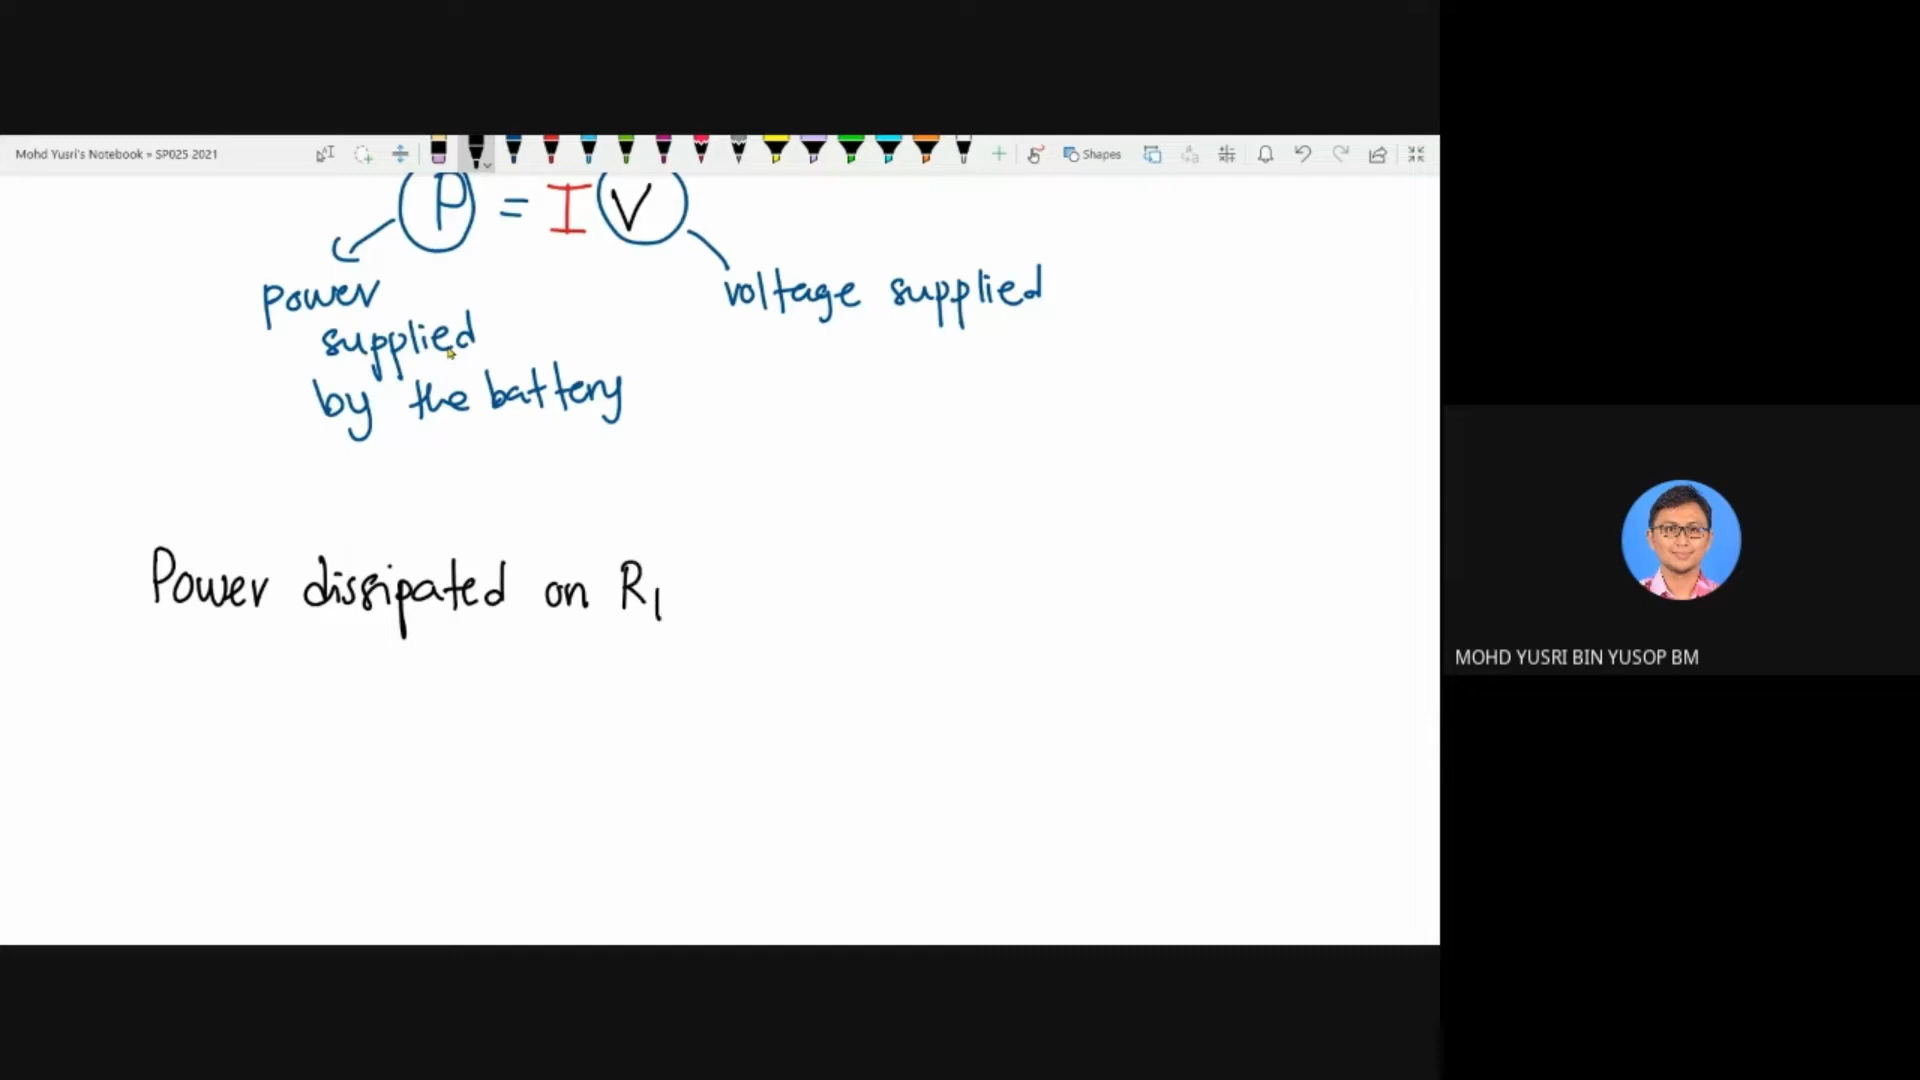 Mohd Yusri's Notebook = SP025 2021
Shapes
P = I V
power
supplied
by the battery
voltage supplied
Power dissipated on R₁
MOHD YUSRI BIN YUSOP BM